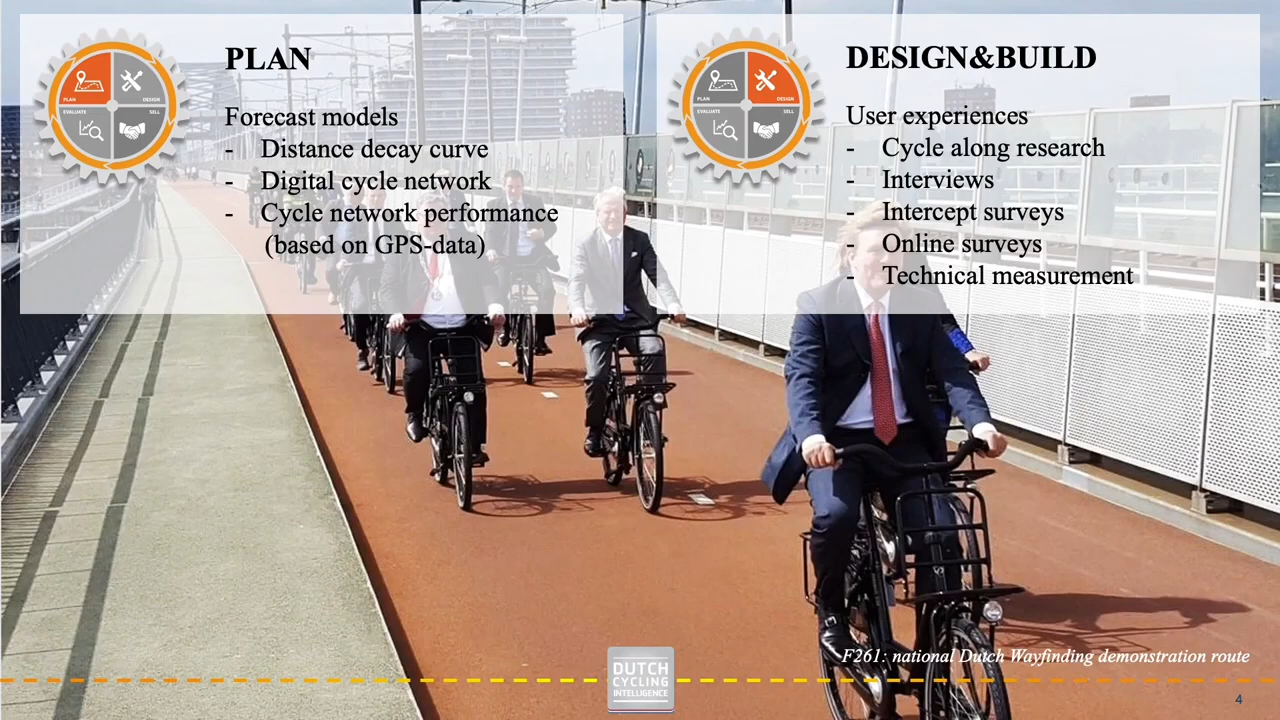 PLAN
Forecast models
- Distance decay curve
- Digital cycle network
- Cycle network performance
(based on GPS-data)
PLAN
DESIGN
EVALUATE
SELL
DESIGN&BUILD
User experiences
- Cycle along research
- Interviews
- Intercept surveys
- Online surveys
- Technical measurement
PLAN
DESIGN
EVALUATE
SELL
F261: national Dutch Wayfinding demonstration route
DUTCH
CYCLING
INTELLIGENCE
4